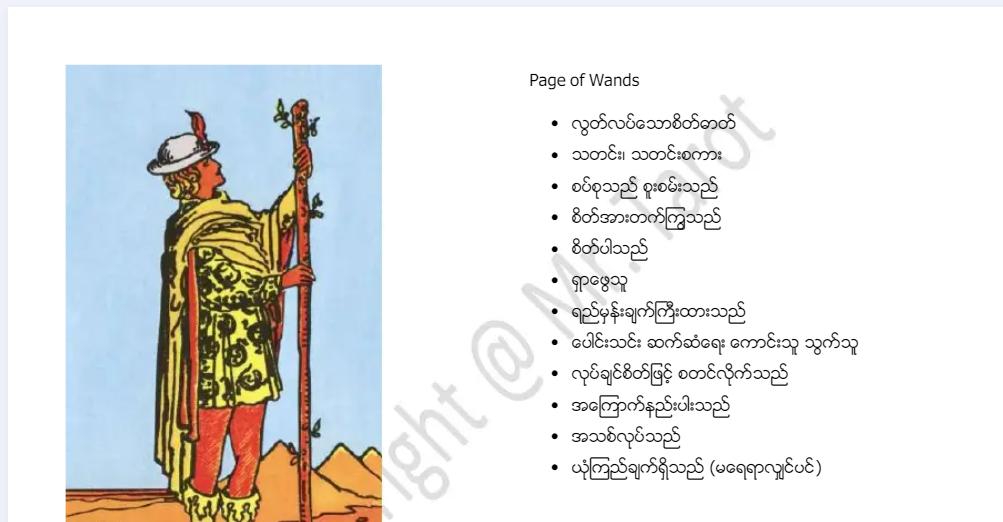 Page of Wands
• လွတ်လပ်သောစိတ်ဓာတ်
• သတင်း၊ သတင်းစကား
• စပ်စုသည် စူးစမ်းသည်
• စိတ်အားတက်ကြွသည်
• စိတ်ပါသည်
• ရှာဖွေသူ
• ရည်မှန်းချက်ကြီးထားသည်
• ပေါင်းသင်း ဆက်ဆံရေး ကောင်းသူ သွက်သူ
• လုပ်ချင်စိတ်ဖြင့် စတင်လိုက်သည်
• အကြောက်နည်းပါးသည်
• အသစ်လုပ်သည်
• ယုံကြည်ချက်ရှိသည် (မရေရာလျှင်ပင်)
right @ Mr. Tarot